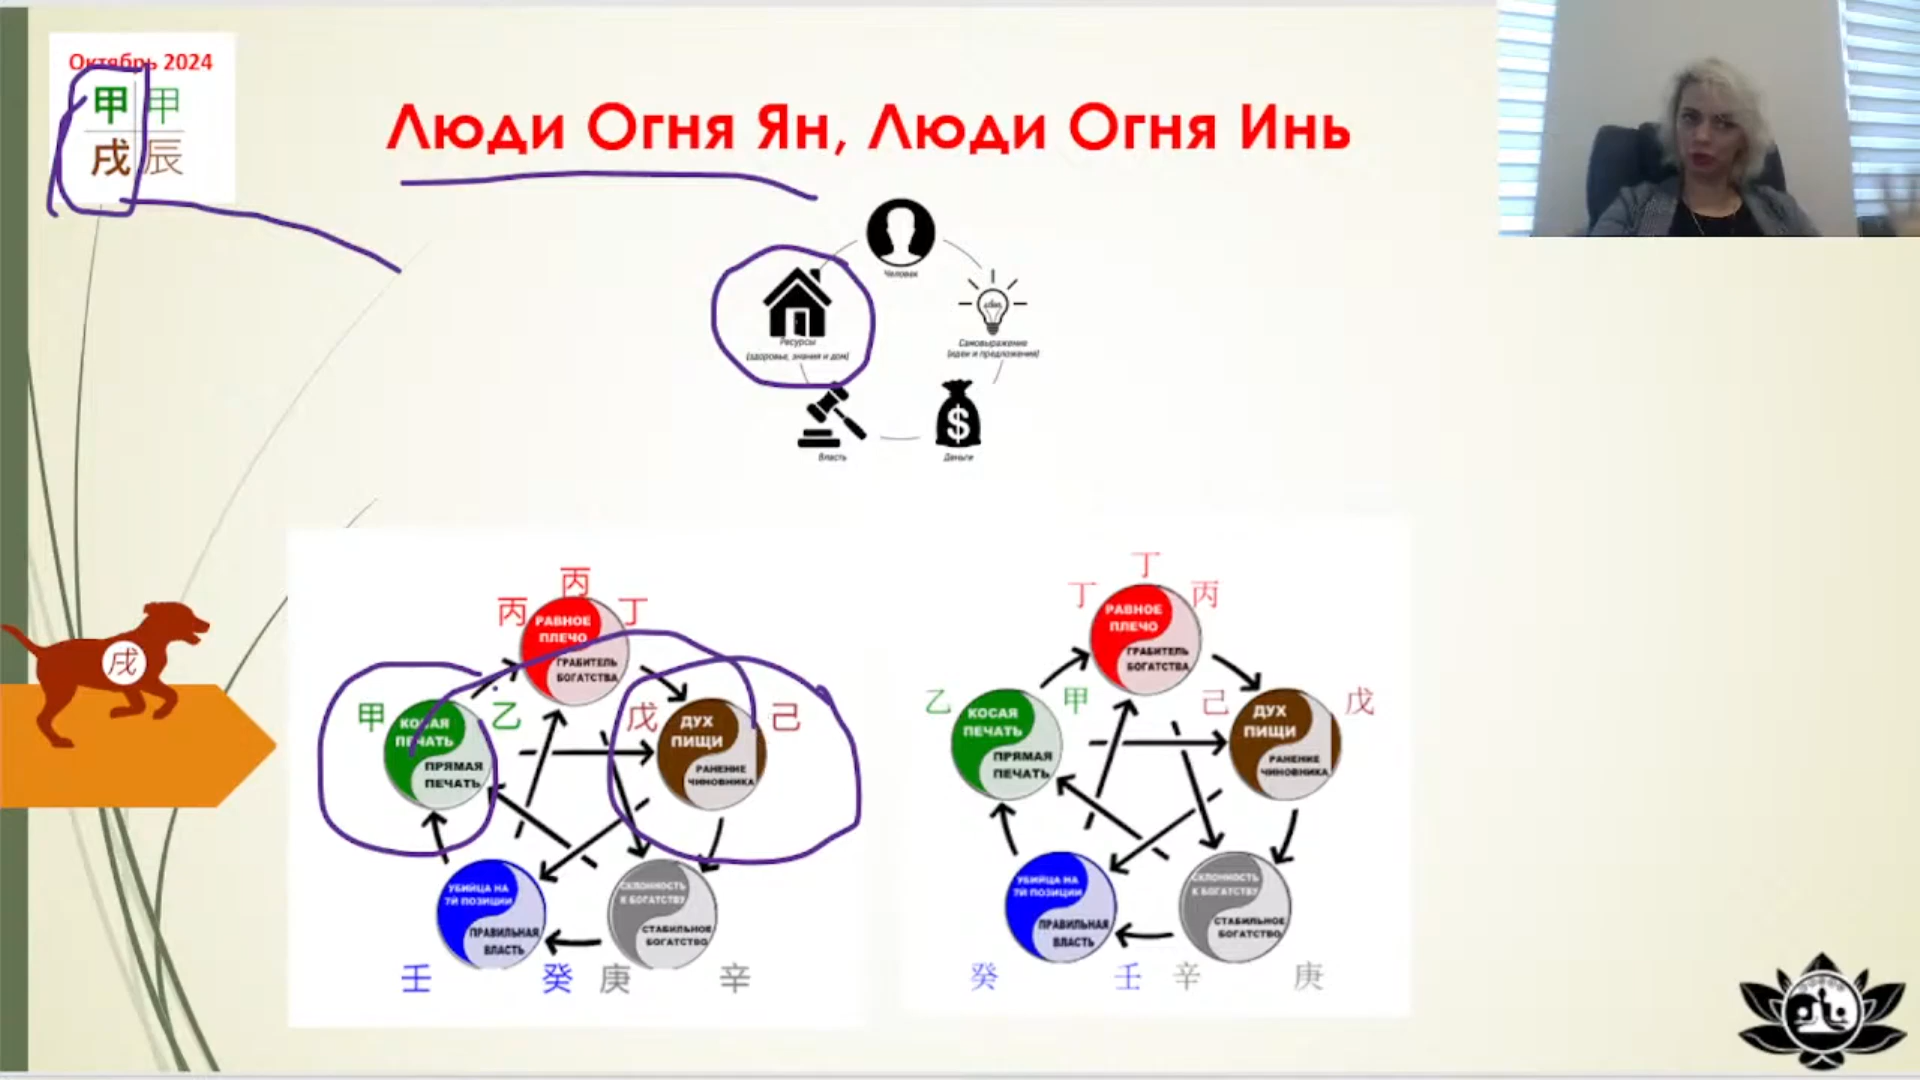 Октябрь 2024
甲 甲
戌 辰
Люди Огня Ян, Люди Огня Инь
Человек
идеи
Ресурсы
(здоровье, знания и дом)
Самовыражение
(идеи и предложения)
Власть
Деньги
戌
丙
丙
丁
РАВНОЕ
ПЛЕЧО
ГРАБИТЕЛЬ
БОГАТСТВА
甲
КОСАЯ
ПЕЧАТЬ
ПРЯМАЯ
ПЕЧАТЬ
乙
戊
ДУХ
ПИЩИ
РАНЕНИЕ
ЧИНОВНИКА
己
УБИЙЦА НА
7Й ПОЗИЦИИ
ПРАВИЛЬНАЯ
ВЛАСТЬ
СКЛОННОСТЬ
К БОГАТСТВУ
СТАБИЛЬНОЕ
БОГАТСТВО
壬
癸
庚
辛
丁
丁
丙
РАВНОЕ
ПЛЕЧО
ГРАБИТЕЛЬ
БОГАТСТВА
乙
КОСАЯ
ПЕЧАТЬ
ПРЯМАЯ
ПЕЧАТЬ
甲
己
ДУХ
ПИЩИ
РАНЕНИЕ
ЧИНОВНИКА
戊
УБИЙЦА НА
7Й ПОЗИЦИИ
ПРАВИЛЬНАЯ
ВЛАСТЬ
СКЛОННОСТЬ
К БОГАТСТВУ
СТАБИЛЬНОЕ
БОГАТСТВО
癸
壬
辛
庚